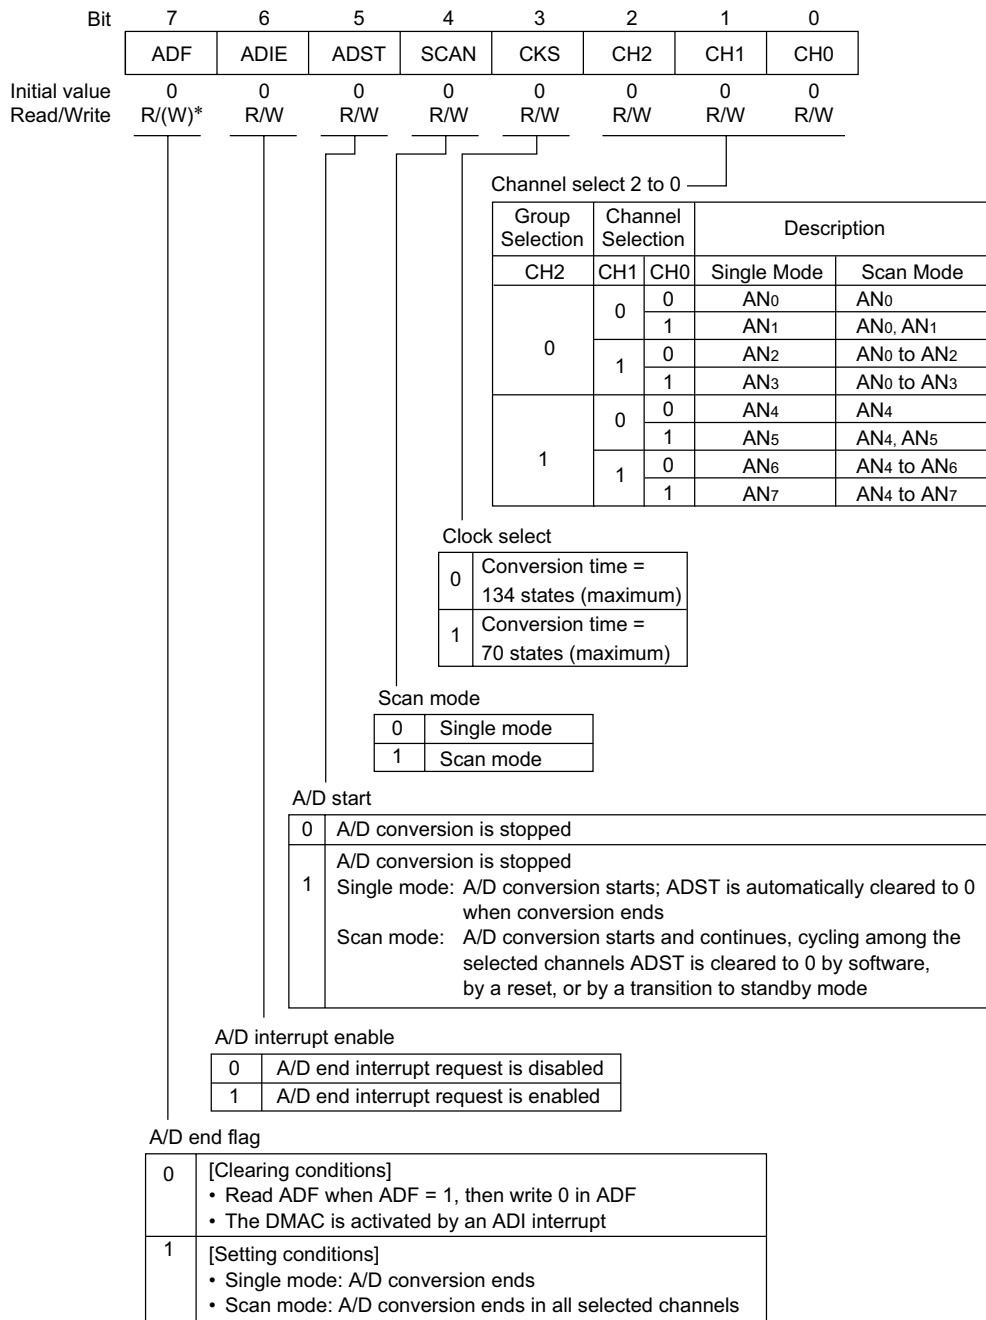 Bit 7 6 5 4 3 2 1 0
ADF ADIE ADST SCAN CKS CH2 CH1 CH0
Initial value 0 0 0 0 0 0 0 0
Read/Write R/(W)* R/W R/W R/W R/W R/W R/W R/W
Channel select 2 to 0
Group Selection Channel Selection Description
CH2 CH1 CH0 Single Mode Scan Mode
0 0 0 AN0 AN0
1 AN1 AN0, AN1
1 0 AN2 AN0 to AN2
1 AN3 AN0 to AN3
1 0 0 AN4 AN4
1 AN5 AN4, AN5
1 0 AN6 AN4 to AN6
1 AN7 AN4 to AN7
Clock select
0 Conversion time =
134 states (maximum)
1 Conversion time =
70 states (maximum)
Scan mode
0 Single mode
1 Scan mode
A/D start
0 A/D conversion is stopped
1 A/D conversion is stopped
Single mode: A/D conversion starts; ADST is automatically cleared to 0
when conversion ends
Scan mode: A/D conversion starts and continues, cycling among the
selected channels ADST is cleared to 0 by software,
by a reset, or by a transition to standby mode
A/D interrupt enable
0 A/D end interrupt request is disabled
1 A/D end interrupt request is enabled
A/D end flag
0 [Clearing conditions]
• Read ADF when ADF = 1, then write 0 in ADF
• The DMAC is activated by an ADI interrupt
1 [Setting conditions]
• Single mode: A/D conversion ends
• Scan mode: A/D conversion ends in all selected channels